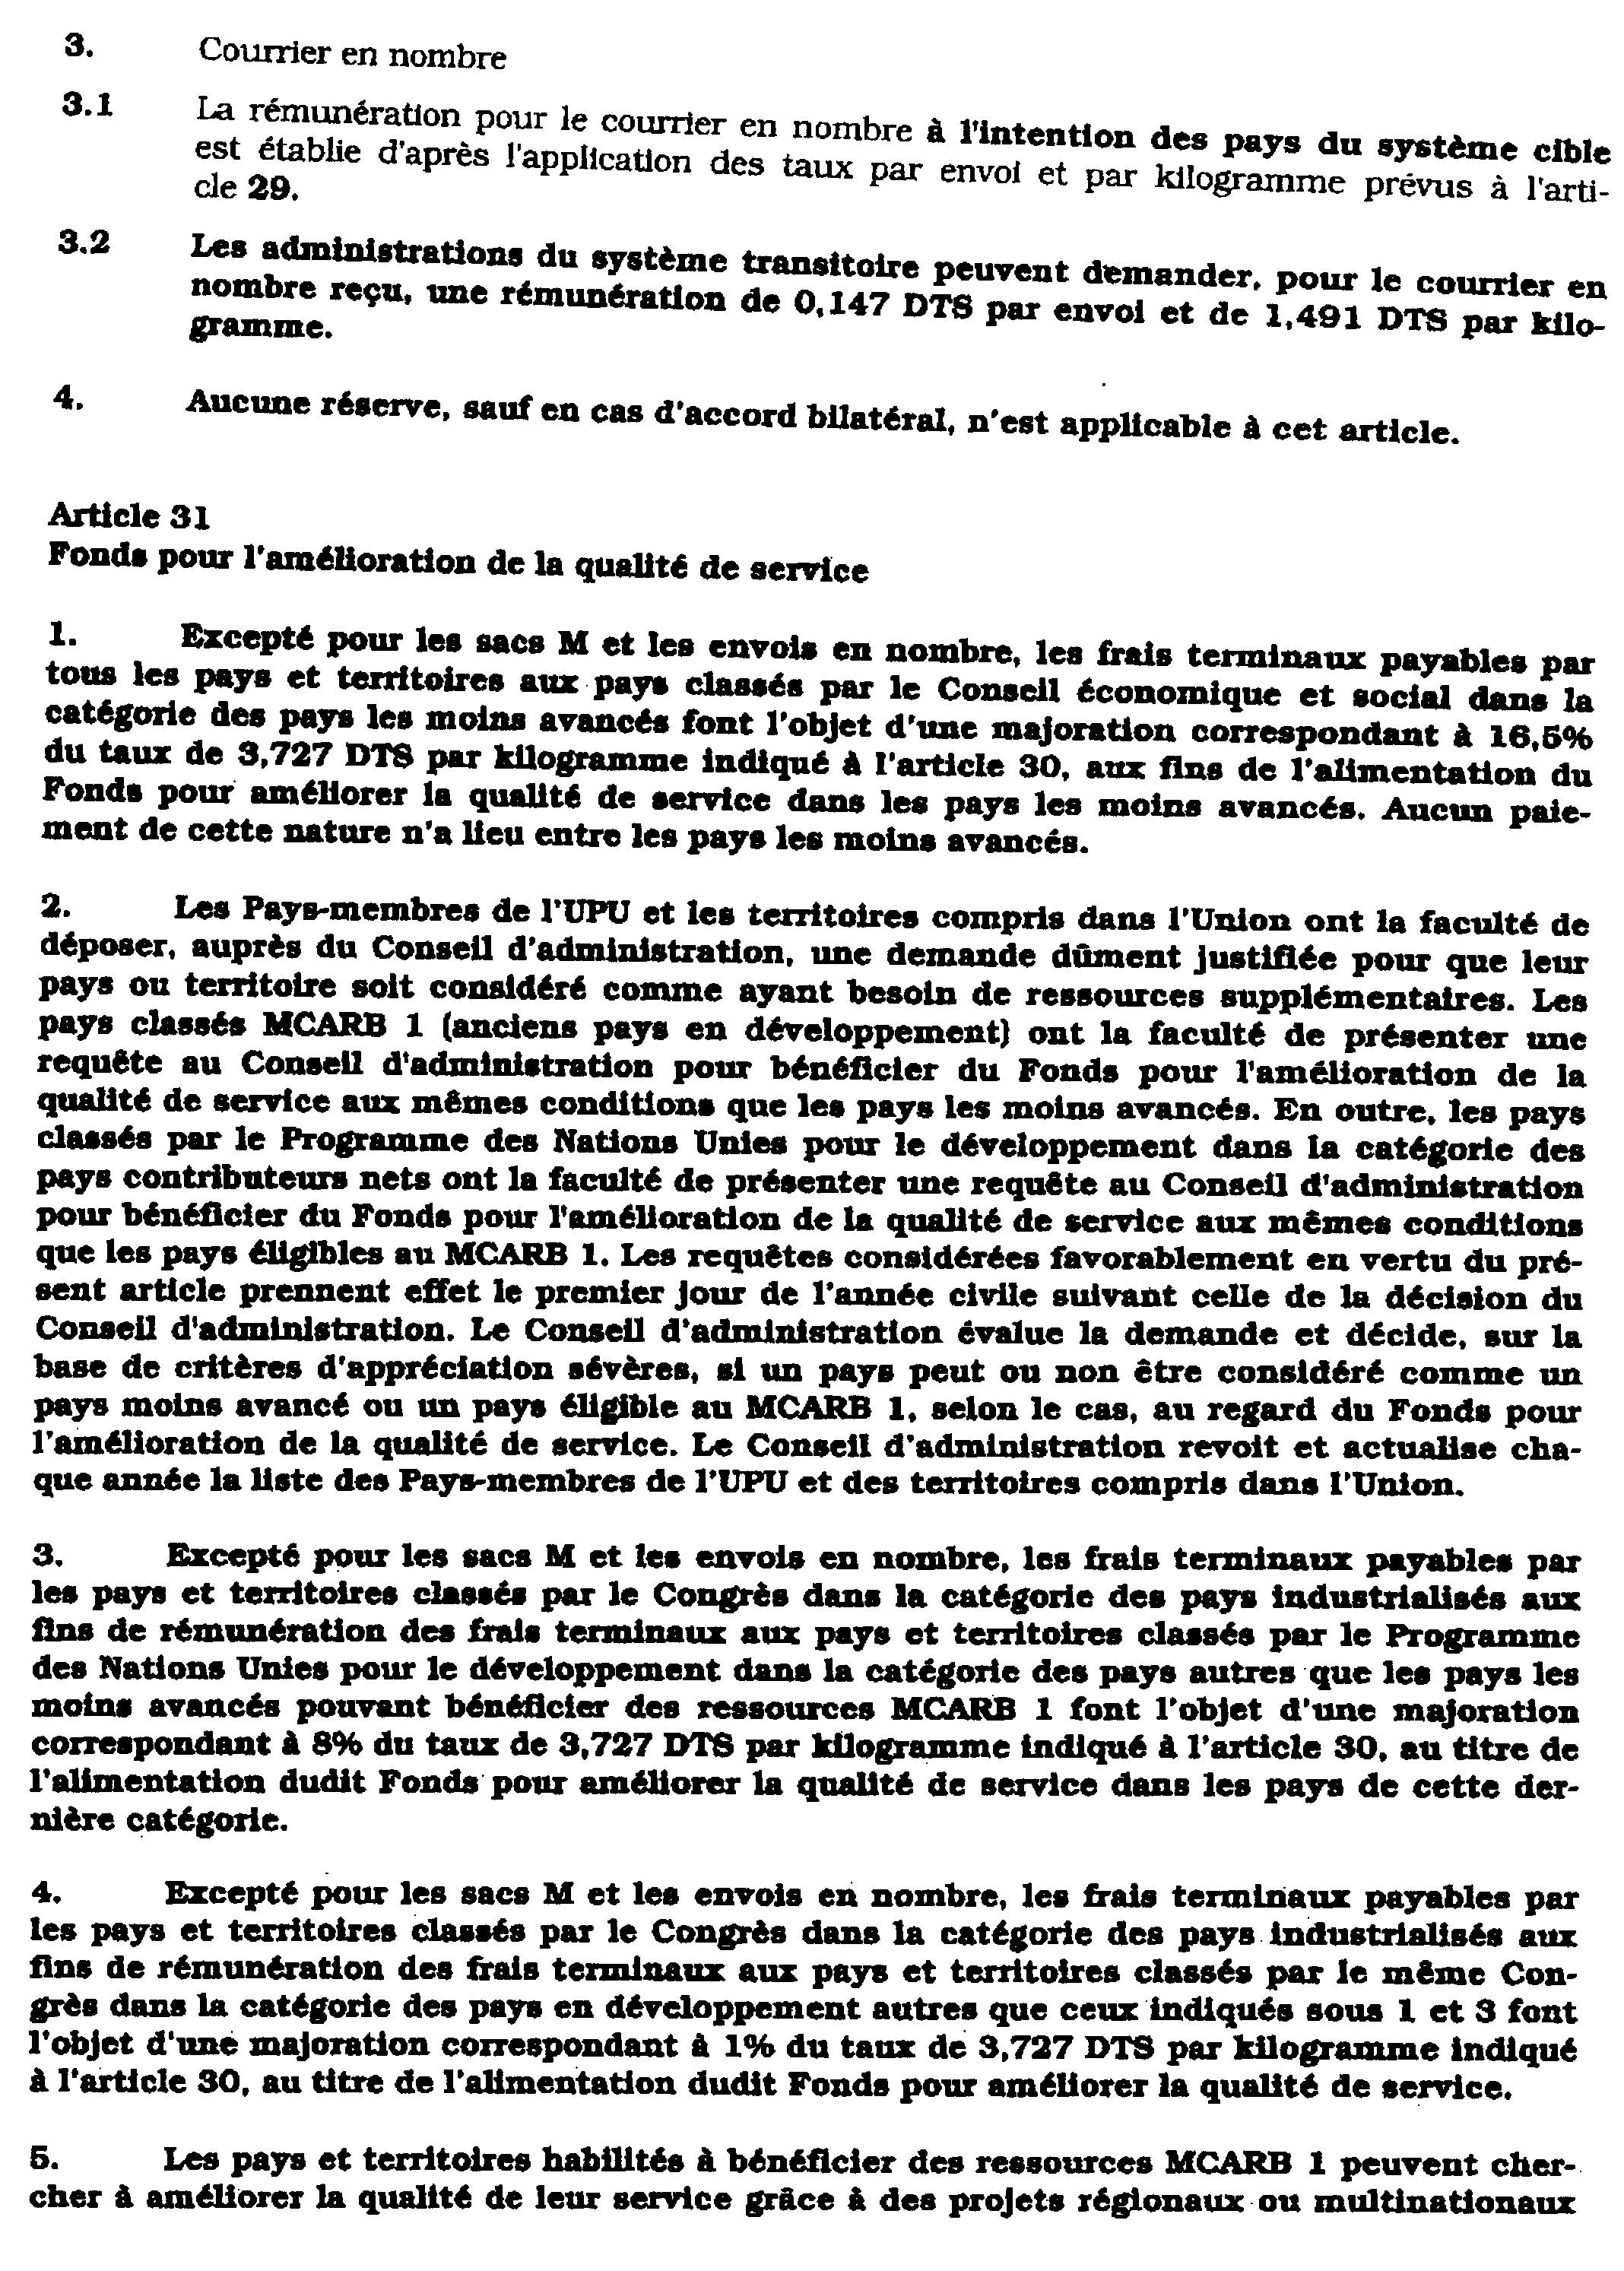 3. Courrier en nombre
3.1 La rémunération pour le courrier en nombre à l'intention des pays du système cible
est établie d'après l'application des taux par envoi et par kilogramme prévus à l'arti-
cle 29.
3.2 Les administrations du système transitoire peuvent demander, pour le courrier en
nombre reçu, une rémunération de 0,147 DTS par envoi et de 1,491 DTS par kilo-
gramme.
4. Aucune réserve, sauf en cas d'accord bilatéral, n'est applicable à cet article.
Article 31
Fonds pour l'amélioration de la qualité de service
1. Excepté pour les sacs M et les envois en nombre, les frais terminaux payables par
tous les pays et territoires aux pays classés par le Conseil économique et social dans la
catégorie des pays les moins avancés font l'objet d'une majoration correspondant à 16,5%
du taux de 3,727 DTS par kilogramme indiqué à l'article 30, aux fins de l'alimentation du
Fonds pour améliorer la qualité de service dans les pays les moins avancés. Aucun paie-
ment de cette nature n'a lieu entre les pays les moins avancés.
2. Les Pays-membres de l'UPU et les territoires compris dans l'Union ont la faculté de
déposer, auprès du Conseil d'administration, une demande dûment justifiée pour que leur
pays ou territoire soit considéré comme ayant besoin de ressources supplémentaires. Les
pays classés MCARB 1 (anciens pays en développement) ont la faculté de présenter une
requête au Conseil d'administration pour bénéficier du Fonds pour l'amélioration de la
qualité de service aux mêmes conditions que les pays les moins avancés. En outre, les pays
classés par le Programme des Nations Unies pour le développement dans la catégorie des
pays contributeurs nets ont la faculté de présenter une requête au Conseil d'administration
pour bénéficier du Fonds pour l'amélioration de la qualité de service aux mêmes conditions
que les pays éligibles au MCARB 1. Les requêtes considérées favorablement en vertu du pré-
sent article prennent effet le premier jour de l'année civile suivant celle de la décision du
Conseil d'administration. Le Conseil d'administration évalue la demande et décide, sur la
base de critères d'appréciation sévères, si un pays peut ou non être considéré comme un
pays moins avancé ou un pays éligible au MCARB 1, selon le cas, au regard du Fonds pour
l'amélioration de la qualité de service. Le Conseil d'administration revoit et actualise cha-
que année la liste des Pays-membres de l'UPU et des territoires compris dans l'Union.
3. Excepté pour les sacs M et les envois en nombre, les frais terminaux payables par
les pays et territoires classés par le Congrès dans la catégorie des pays industrialisés aux
fins de rémunération des frais terminaux aux pays et territoires classés par le Programme
des Nations Unies pour le développement dans la catégorie des pays autres que les pays les
moins avancés pouvant bénéficier des ressources MCARB 1 font l'objet d'une majoration
correspondant à 8% du taux de 3,727 DTS par kilogramme indiqué à l'article 30, au titre de
l'alimentation dudit Fonds pour améliorer la qualité de service dans les pays de cette der-
nière catégorie.
4. Excepté pour les sacs M et les envois en nombre, les frais terminaux payables par
les pays et territoires classés par le Congrès dans la catégorie des pays industrialisés aux
fins de rémunération des frais terminaux aux pays et territoires classés par le même Con-
grès dans la catégorie des pays en développement autres que ceux indiqués sous 1 et 3 font
l'objet d'une majoration correspondant à 1% du taux de 3,727 DTS par kilogramme indiqué
à l'article 30, au titre de l'alimentation dudit Fonds pour améliorer la qualité de service.
5. Les pays et territoires habilités à bénéficier des ressources MCARB 1 peuvent cher-
cher à améliorer la qualité de leur service grâce à des projets régionaux ou multinationaux